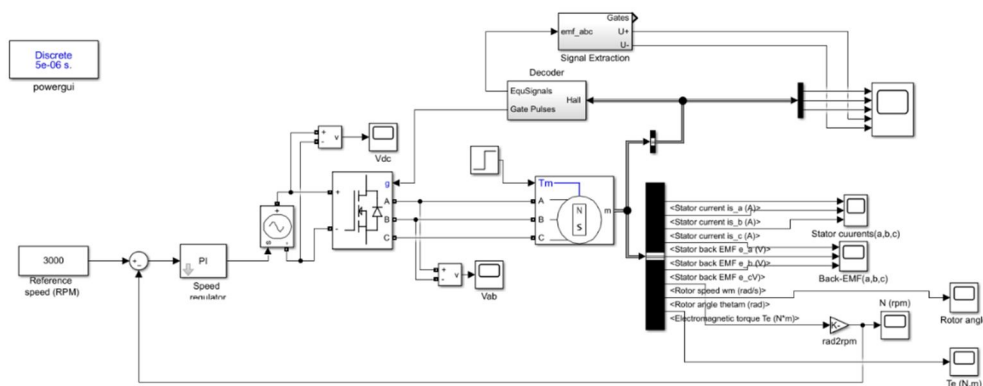 Gates
emf_abc
U+
U-
Signal Extraction
Discrete
5e-06 s.
powergui
Decoder
EquSignals
Hall
Gate Pulses
+
-
v
Vdc
g
+
A
B
-
C
Tm
A
B
C
N
S
m
<Stator current is_a (A)>
<Stator current is_b (A)>
<Stator current is_c (A)>
<Stator back EMF e_a (V)>
<Stator back EMF e_b (V)>
<Stator back EMF e_cV)>
<Rotor speed wm (rad/s)>
<Rotor angle thetam (rad)>
<Electromagnetic torque Te (N*m)>
Stator cuurents(a,b,c)
Back-EMF(a,b,c)
Rotor angl
N (rpm)
K-
rad2rpm
Te (N.m)
3000
Reference
speed (RPM)
PI
Speed
regulator
+
-
v
Vab